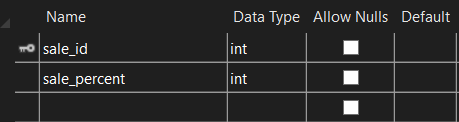 Name Data Type Allow Nulls Default
sale_id int
sale_percent int